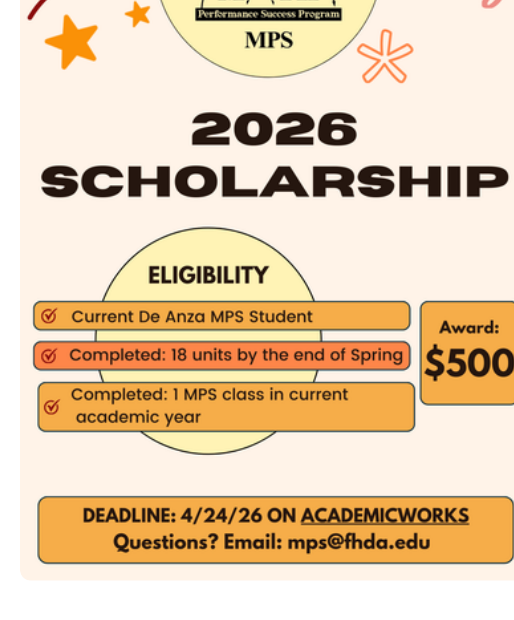 Performance Success Program
MPS
2026
SCHOLARSHIP
ELIGIBILITY
Current De Anza MPS Student
Completed: 18 units by the end of Spring
Completed: 1 MPS class in current
academic year
Award:
$500
DEADLINE: 4/24/26 ON ACADEMICWORKS
Questions? Email: mps@fhda.edu